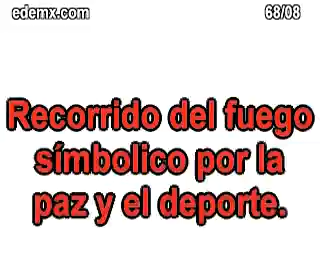 edemx.com 68/08
Recorrido del fuego
símbolico por la
paz y el deporte.